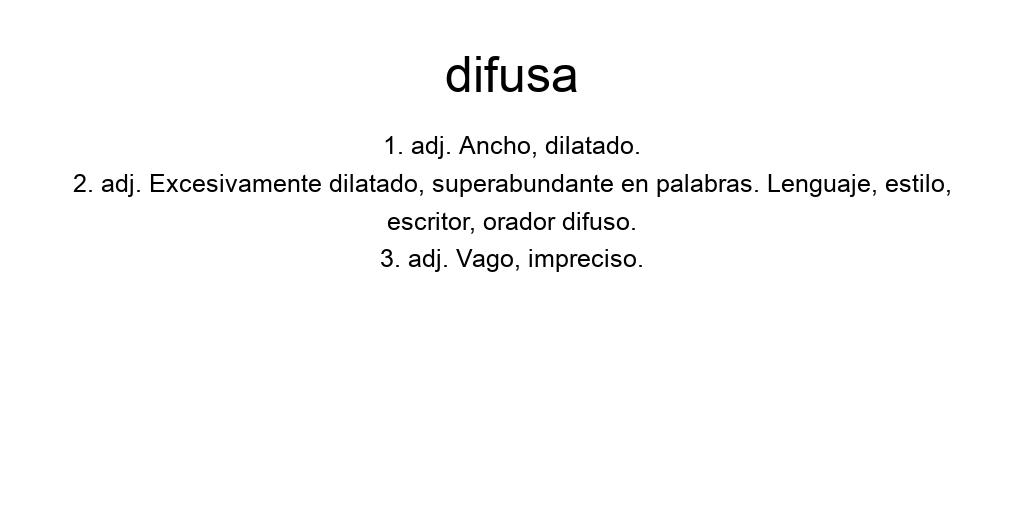 difusa
1. adj. Ancho, dilatado.
2. adj. Excesivamente dilatado, superabundante en palabras. Lenguaje, estilo,
escritor, orador difuso.
3. adj. Vago, impreciso.